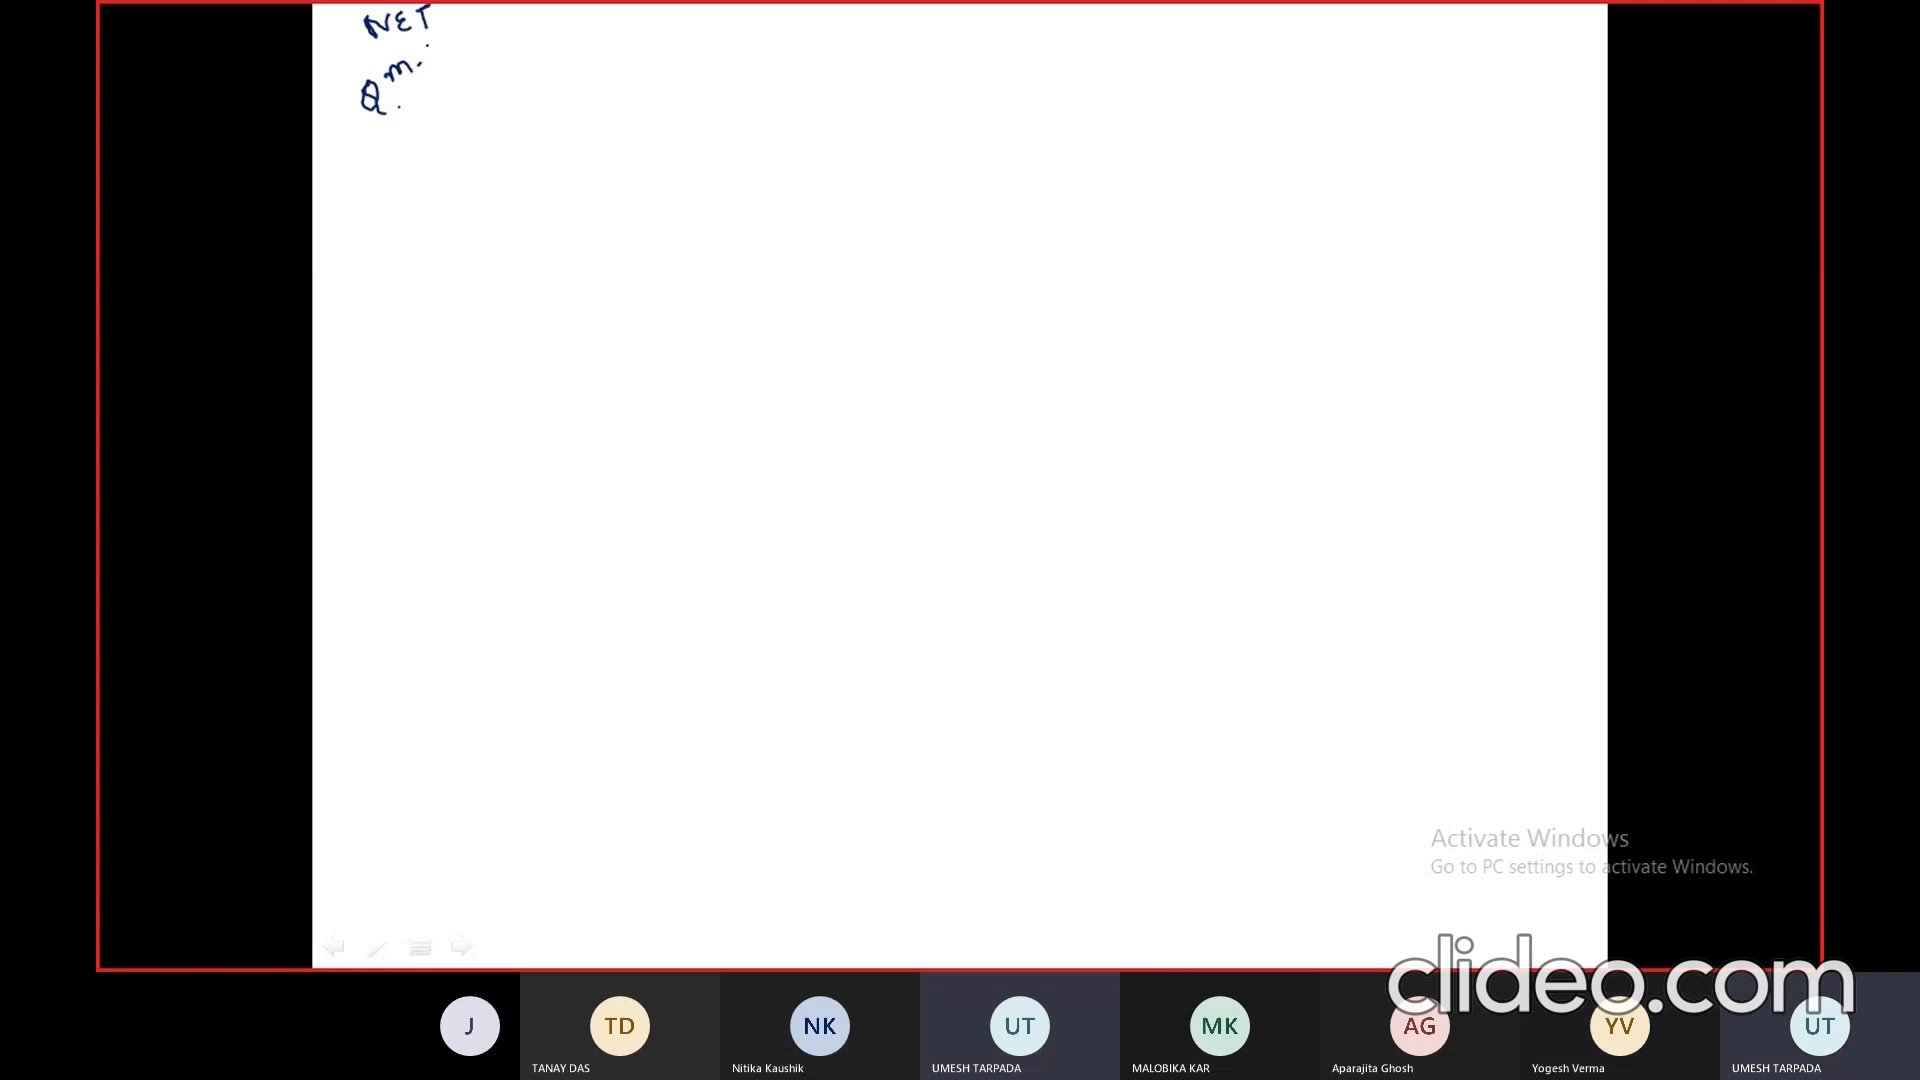 NET
Q.m.
Activate Windows
Go to PC settings to activate Windows.
clideo.com
J TD NK UT MK AG YV UT
TANAY DAS Nitika Kaushik UMESH TARPADA MALOBIKA KAR Aparajita Ghosh Yogesh Verma UMESH TARPADA